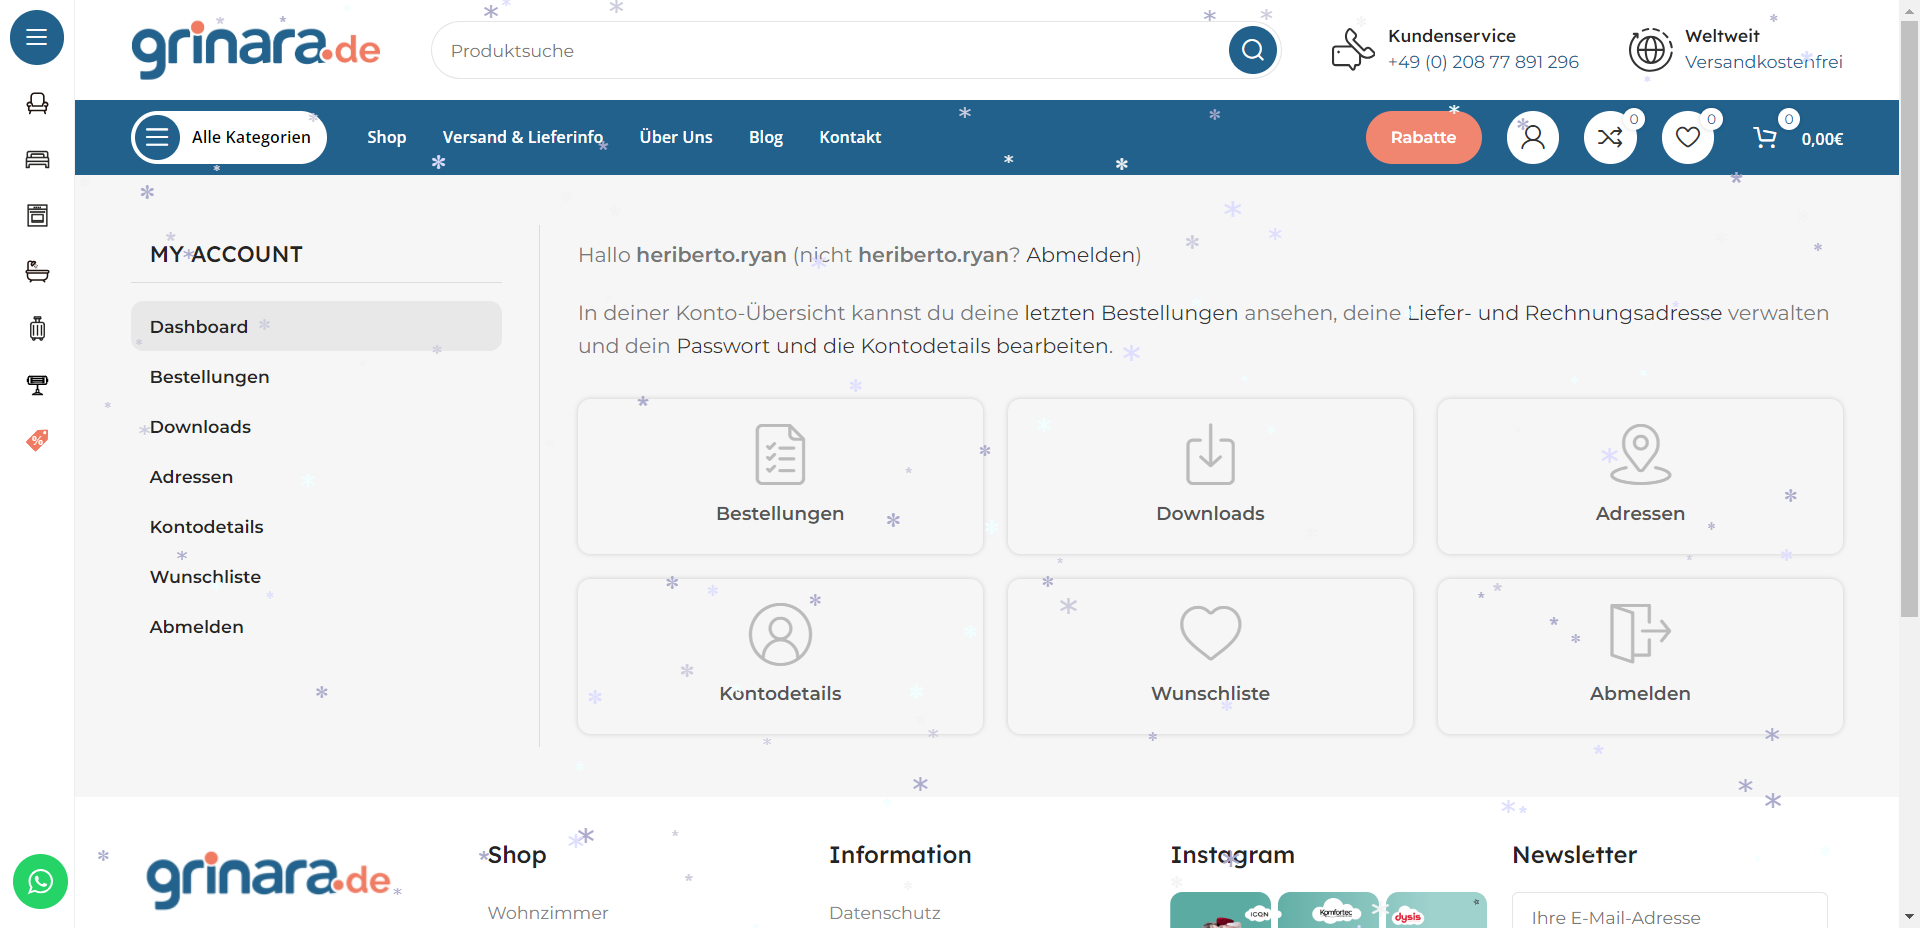 grinara.de
Produktsuche
Kundenservice
+49 (0) 208 77 891 296
Weltweit
Versandkostenfrei
Alle Kategorien
Shop
Versand & Lieferinfo
Über Uns
Blog
Kontakt
Rabatte
0
0
0
0,00€
MY ACCOUNT
Dashboard
Bestellungen
Downloads
Adressen
Kontodetails
Wunschliste
Abmelden
Hallo heriberto.ryan (nicht heriberto.ryan? Abmelden)
In deiner Konto-Übersicht kannst du deine letzten Bestellungen ansehen, deine Liefer- und Rechnungsadresse verwalten
und dein Passwort und die Kontodetails bearbeiten.
Bestellungen
Downloads
Adressen
Kontodetails
Wunschliste
Abmelden
grinara.de
Shop
Wohnzimmer
Information
Datenschutz
Instagram
ICON
Komfortec
dysis
Newsletter
Ihre E-Mail-Adresse